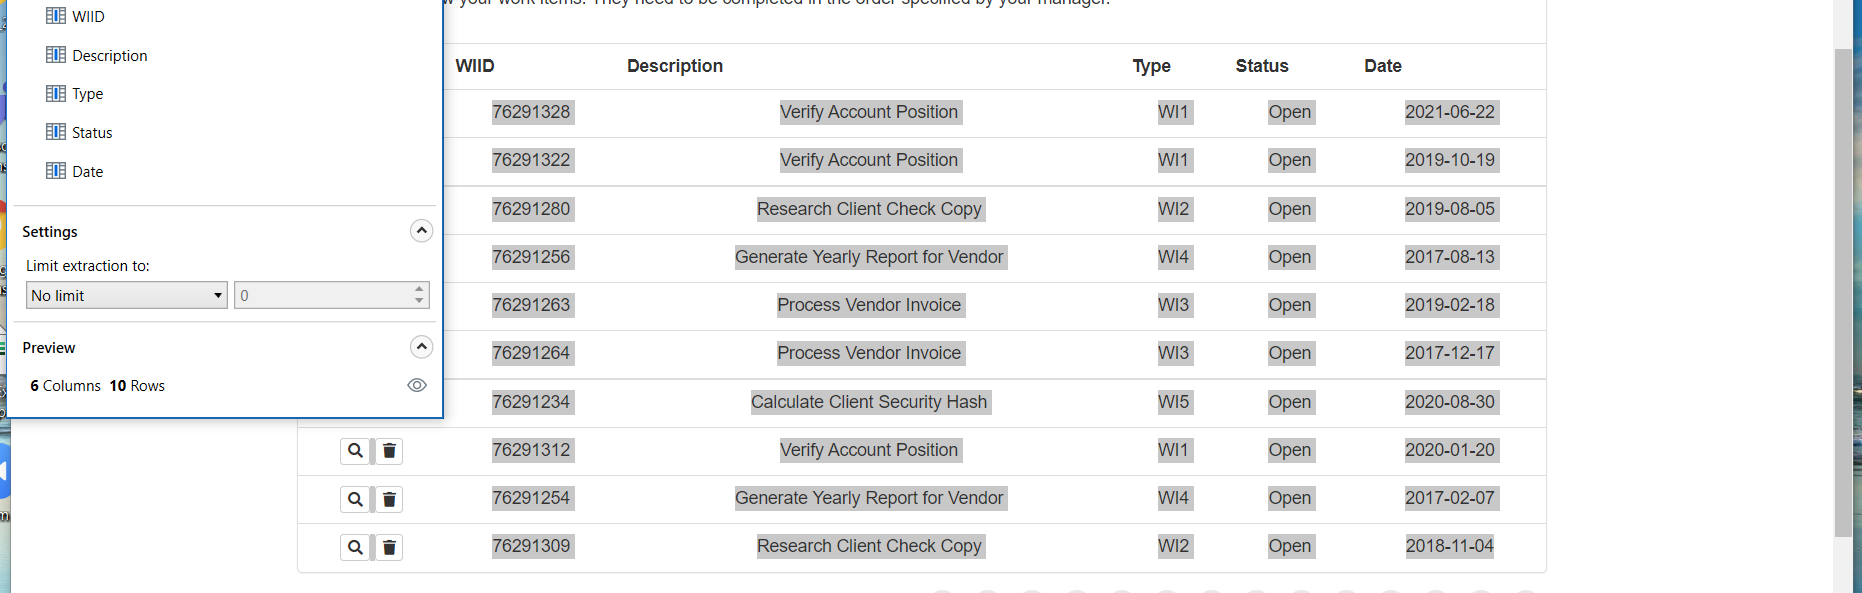 WIID
Description
Type
Status
Date
Settings
Limit extraction to:
No limit 0
Preview
6 Columns 10 Rows
your work items. They need to be completed in the order specified by your manager.
WIID Description Type Status Date
76291328 Verify Account Position WI1 Open 2021-06-22
76291322 Verify Account Position WI1 Open 2019-10-19
76291280 Research Client Check Copy WI2 Open 2019-08-05
76291256 Generate Yearly Report for Vendor WI4 Open 2017-08-13
76291263 Process Vendor Invoice WI3 Open 2019-02-18
76291264 Process Vendor Invoice WI3 Open 2017-12-17
76291234 Calculate Client Security Hash WI5 Open 2020-08-30
76291312 Verify Account Position WI1 Open 2020-01-20
76291254 Generate Yearly Report for Vendor WI4 Open 2017-02-07
76291309 Research Client Check Copy WI2 Open 2018-11-04